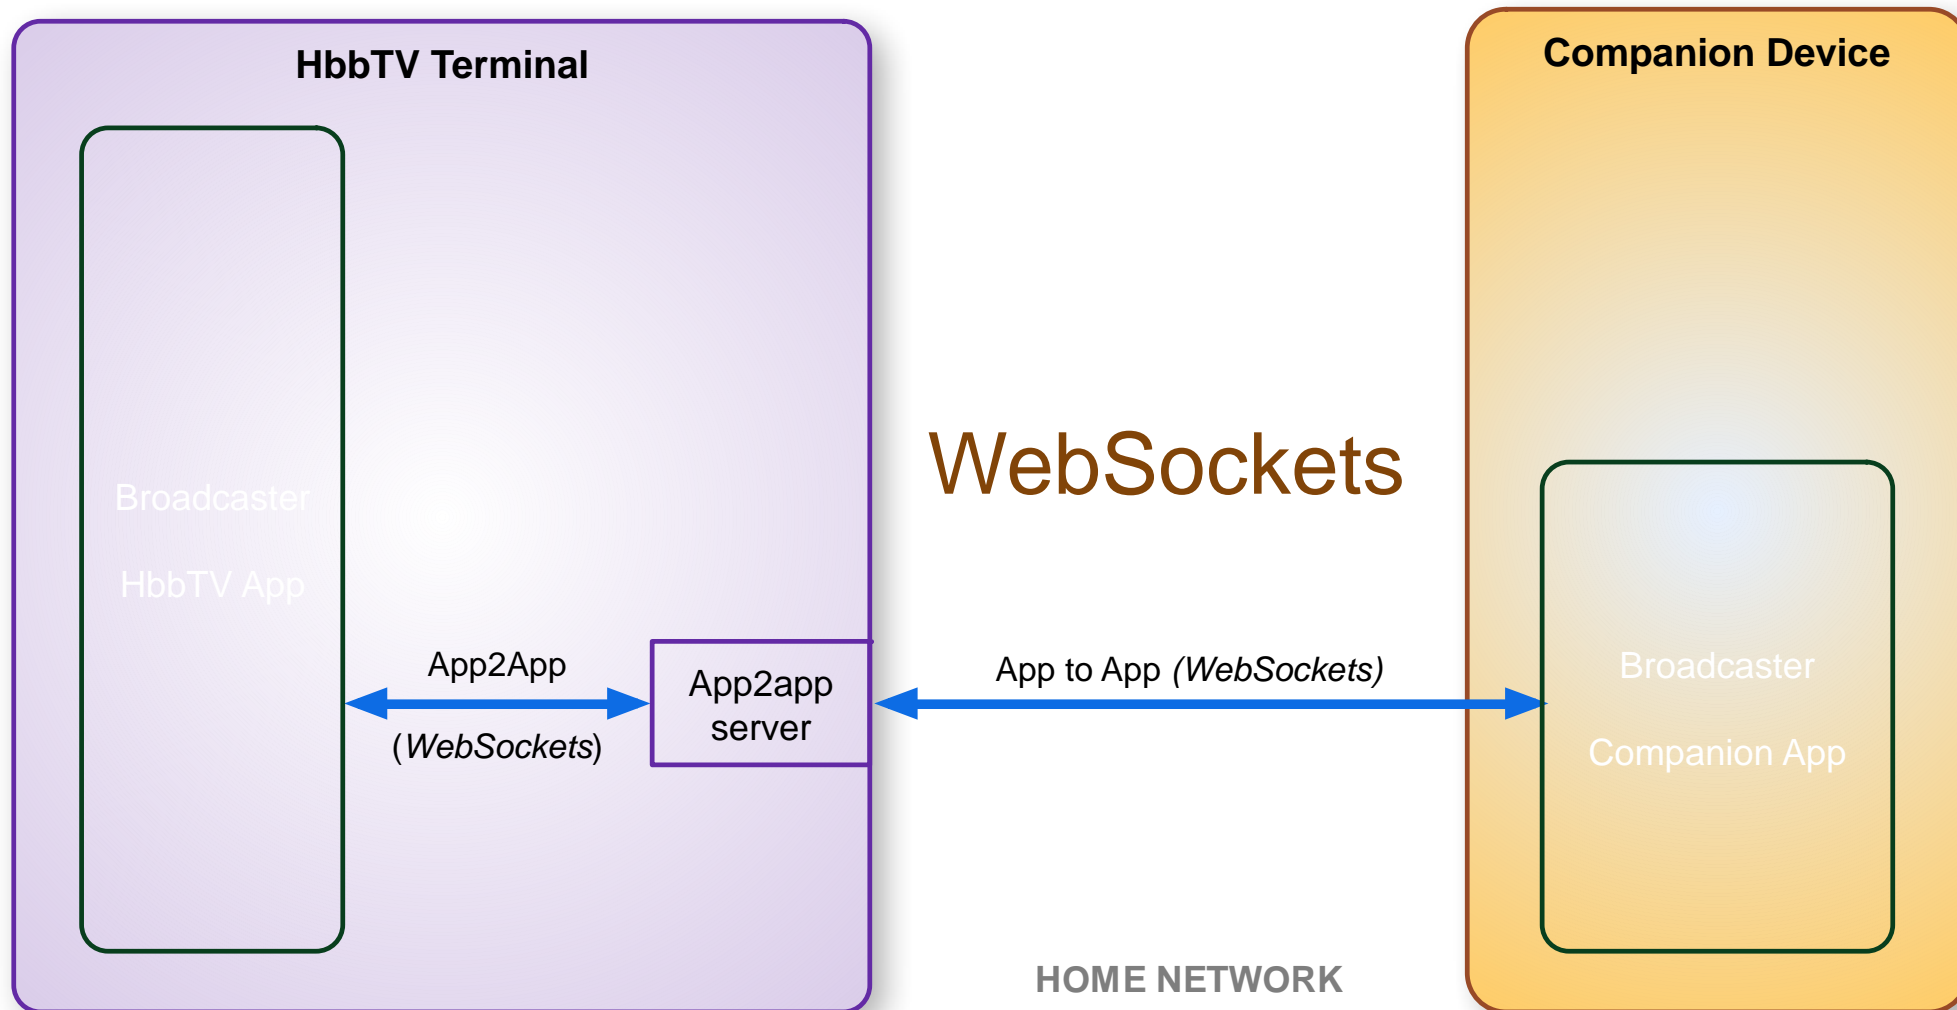 HbbTV Terminal
Companion Device
WebSockets
Broadcaster
HbbTV App
App2App
(WebSockets)
App2app
server
App to App (WebSockets)
Broadcaster
Companion App
HOME NETWORK